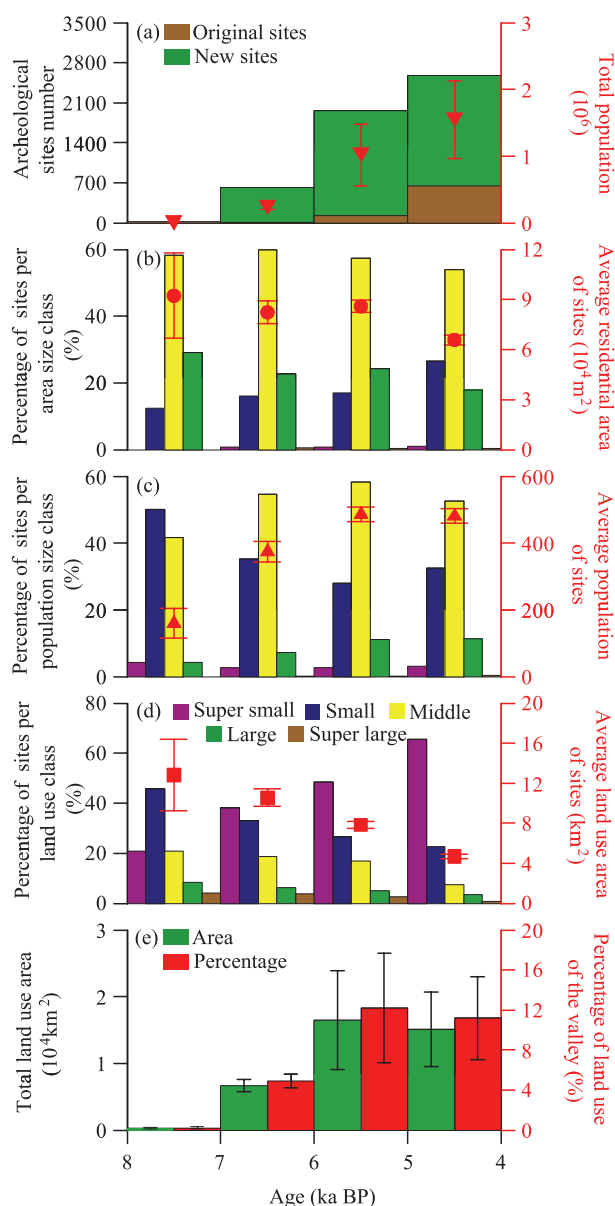 (a)
Original sites
New sites
3500
2800
2100
1400
700
0
Archeological
sites number
3
2
1
0
Total population
(10⁶)
(b)
60
40
20
0
Percentage of sites per
area size class
(%)
12
9
6
3
0
Average residential area
of sites (10⁴m²)
(c)
60
40
20
0
Percentage of sites per
population size class
(%)
600
400
200
0
Average population
of sites
(d)
Super small
Small
Middle
Large
Super large
80
60
40
20
0
Percentage of sites per
land use class
(%)
20
16
12
8
4
0
Average land use area
of sites (km²)
(e)
Area
Percentage
3
2
1
0
Total land use area
(10⁴km²)
20
16
12
8
4
0
Percentage of land use
of the valley (%)
8 7 6 5 4
Age (ka BP)